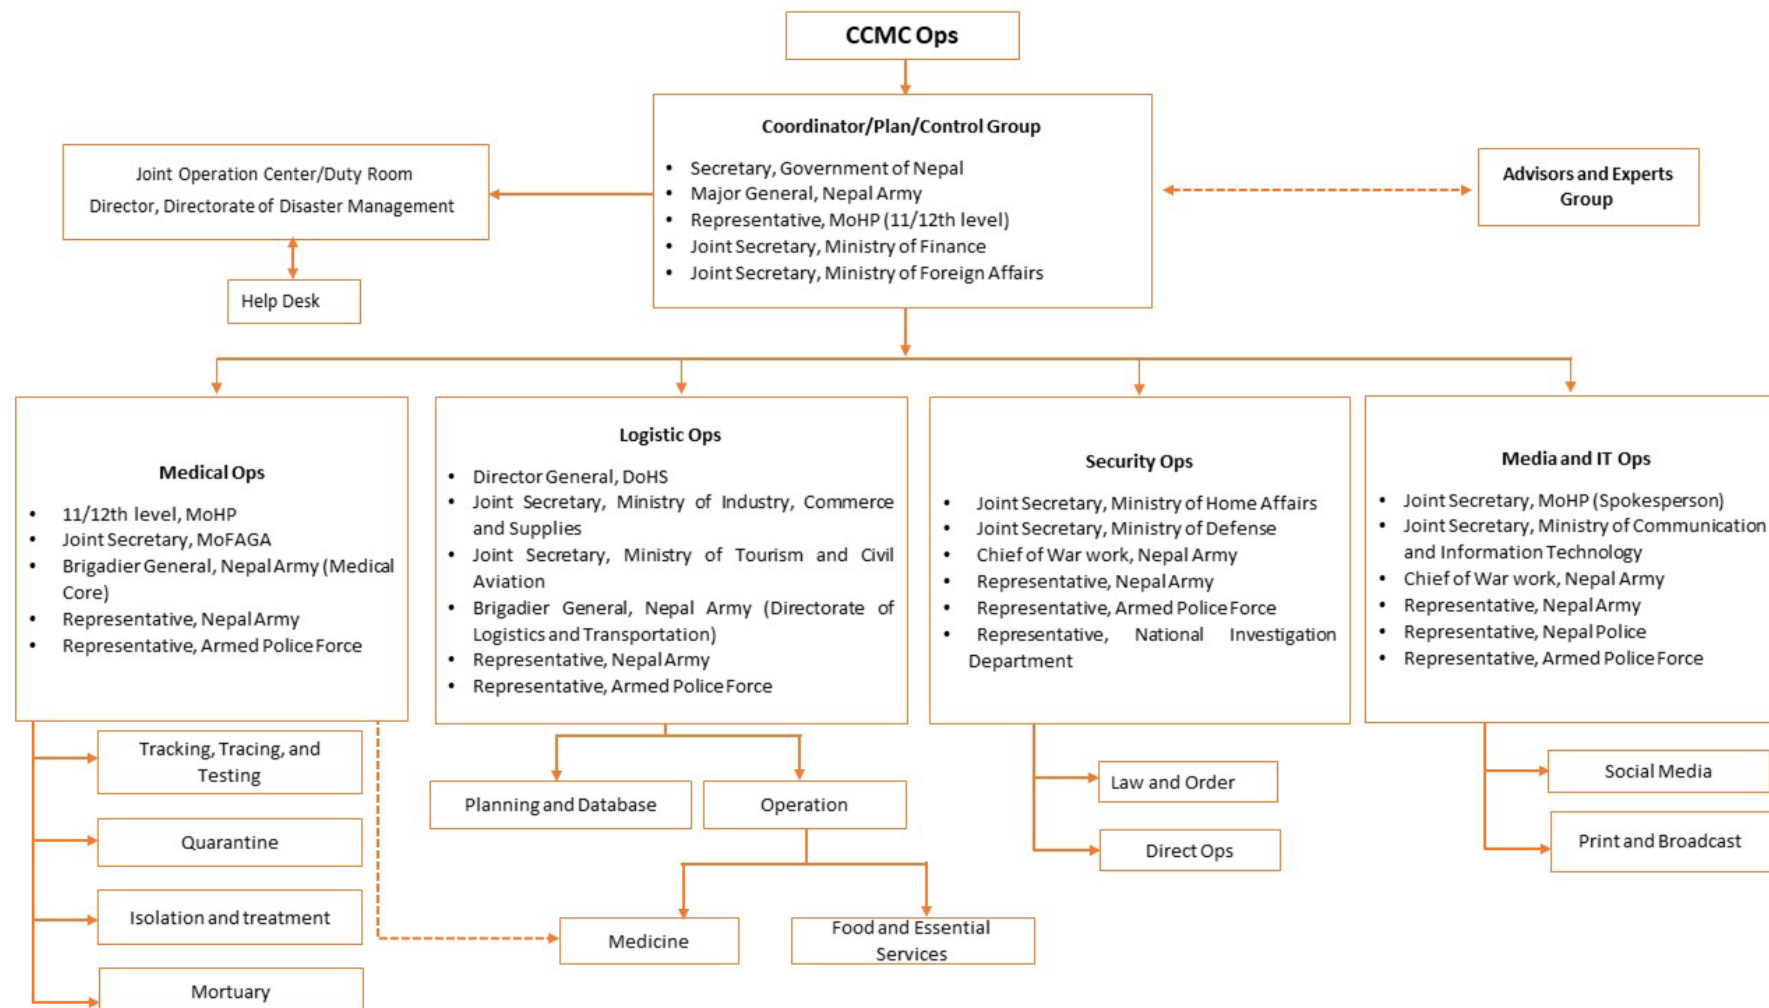 CCMC Ops
Coordinator/Plan/Control Group
• Secretary, Government of Nepal
• Major General, Nepal Army
• Representative, MoHP (11/12th level)
• Joint Secretary, Ministry of Finance
• Joint Secretary, Ministry of Foreign Affairs
Joint Operation Center/Duty Room
Director, Directorate of Disaster Management
Help Desk
Advisors and Experts
Group
Medical Ops
• 11/12th level, MoHP
• Joint Secretary, MoFAGA
• Brigadier General, Nepal Army (Medical
Core)
• Representative, Nepal Army
• Representative, Armed Police Force
Logistic Ops
• Director General, DoHS
• Joint Secretary, Ministry of Industry, Commerce
and Supplies
• Joint Secretary, Ministry of Tourism and Civil
Aviation
• Brigadier General, Nepal Army (Directorate of
Logistics and Transportation)
• Representative, Nepal Army
• Representative, Armed Police Force
Security Ops
• Joint Secretary, Ministry of Home Affairs
• Joint Secretary, Ministry of Defense
• Chief of War work, Nepal Army
• Representative, Nepal Army
• Representative, Armed Police Force
• Representative, National Investigation
Department
Media and IT Ops
• Joint Secretary, MoHP (Spokesperson)
• Joint Secretary, Ministry of Communication
and Information Technology
• Chief of War work, Nepal Army
• Representative, Nepal Army
• Representative, Nepal Police
• Representative, Armed Police Force
Tracking, Tracing, and
Testing
Quarantine
Isolation and treatment
Mortuary
Planning and Database
Operation
Medicine
Food and Essential
Services
Law and Order
Direct Ops
Social Media
Print and Broadcast